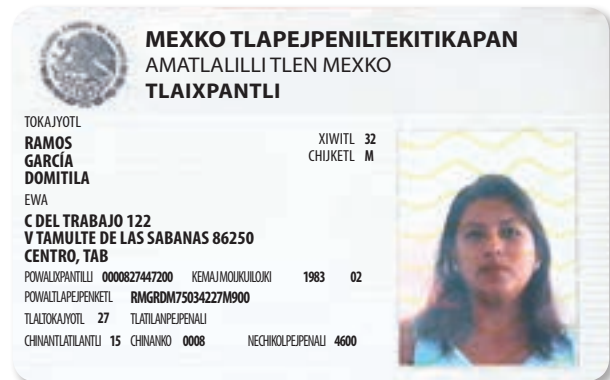 MEXKO TLAPEJPENILTEKITIKAPAN
AMATLALILLI TLEN MEXKO
TLAIXPANTLI
TOKAJYOTL
RAMOS
GARCÍA
DOMITILA
XIWITL 32
CHIJKETL M
EWA
C DEL TRABAJO 122
V TAMULTE DE LAS SABANAS 86250
CENTRO, TAB
POWALIXPANTILLI 0000827447200 KEMAJMOUKUILOJKI 1983 02
POWALTLAPEJPENKETL RMGRDM75034227M900
TLALTOKAJYOTL 27 TLATILANPEJPENALI
CHINANTLATILANTLI 15 CHINANKO 0008 NECHIKOLPEJPENALI 4600